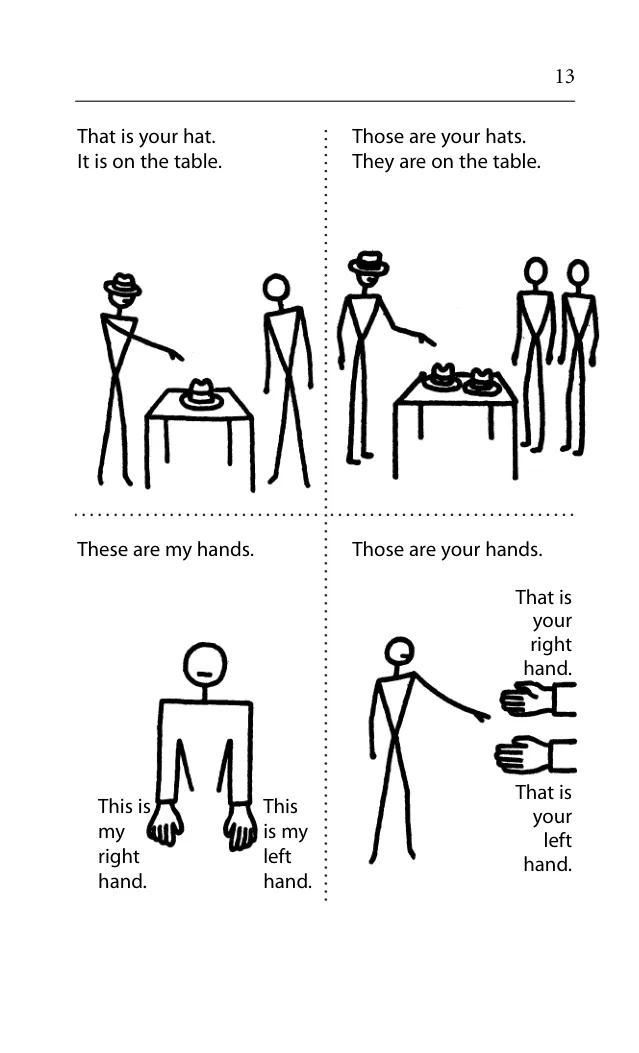 13
That is your hat.
It is on the table.
Those are your hats.
They are on the table.
These are my hands.
This is
my
right
hand.
This
is my
left
hand.
Those are your hands.
That is
your
right
hand.
That is
your
left
hand.